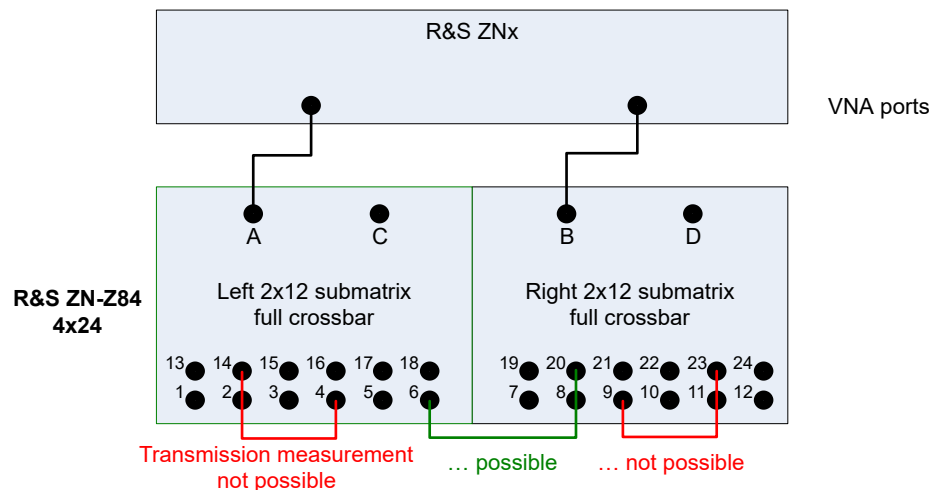 R&S ZNx
VNA ports
A
C
B
D
R&S ZN-Z84
4x24
Left 2x12 submatrix
full crossbar
Right 2x12 submatrix
full crossbar
13 14 15 16 17 18
1 2 3 4 5 6
19 20 21 22 23 24
7 8 9 10 11 12
Transmission measurement
not possible
… possible
… not possible